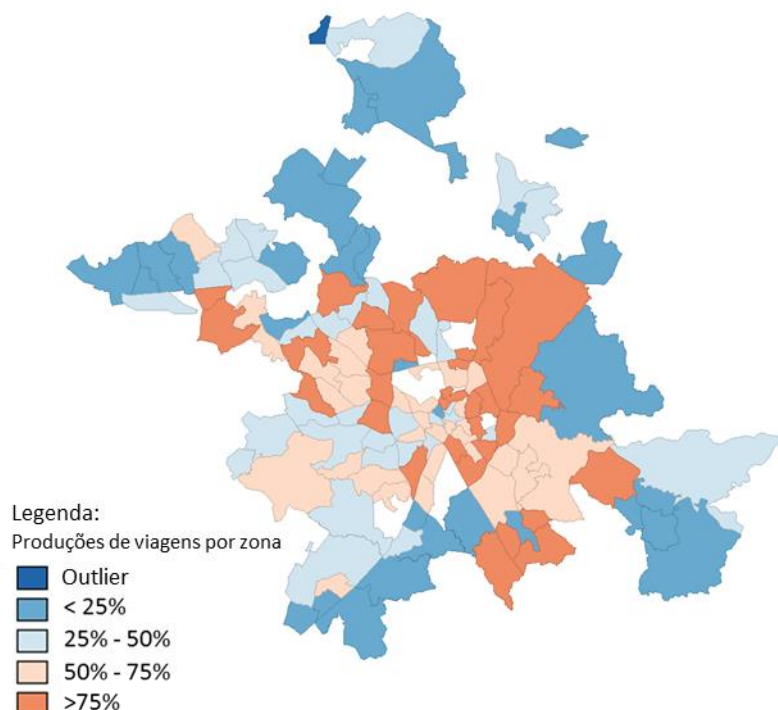 Legenda:
Produções de viagens por zona
Outlier
< 25%
25% - 50%
50% - 75%
>75%